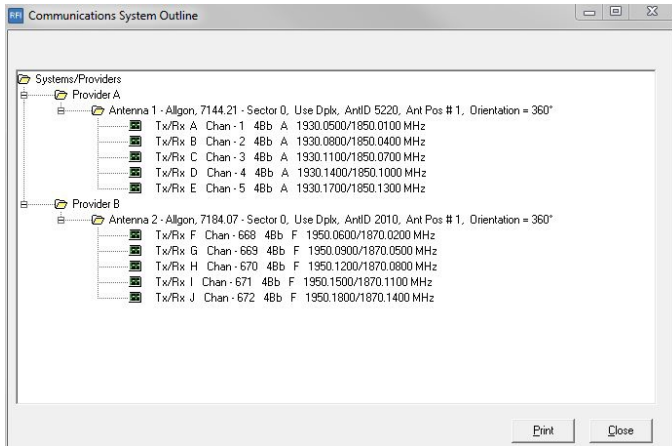 RFI Communications System Outline
Systems/Providers
Provider A
Antenna 1 - Allgon, 7144.21 - Sector 0, Use Dplx, AntID 5220, Ant Pos # 1, Orientation = 360°
Tx/Rx A Chan - 1 4Bb A 1930.0500/1850.0100 MHz
Tx/Rx B Chan - 2 4Bb A 1930.0800/1850.0400 MHz
Tx/Rx C Chan - 3 4Bb A 1930.1100/1850.0700 MHz
Tx/Rx D Chan - 4 4Bb A 1930.1400/1850.1000 MHz
Tx/Rx E Chan - 5 4Bb A 1930.1700/1850.1300 MHz
Provider B
Antenna 2 - Allgon, 7184.07 - Sector 0, Use Dplx, AntID 2010, Ant Pos # 1, Orientation = 360°
Tx/Rx F Chan - 668 4Bb F 1950.0600/1870.0200 MHz
Tx/Rx G Chan - 669 4Bb F 1950.0900/1870.0500 MHz
Tx/Rx H Chan - 670 4Bb F 1950.1200/1870.0800 MHz
Tx/Rx I Chan - 671 4Bb F 1950.1500/1870.1100 MHz
Tx/Rx J Chan - 672 4Bb F 1950.1800/1870.1400 MHz
Print Close